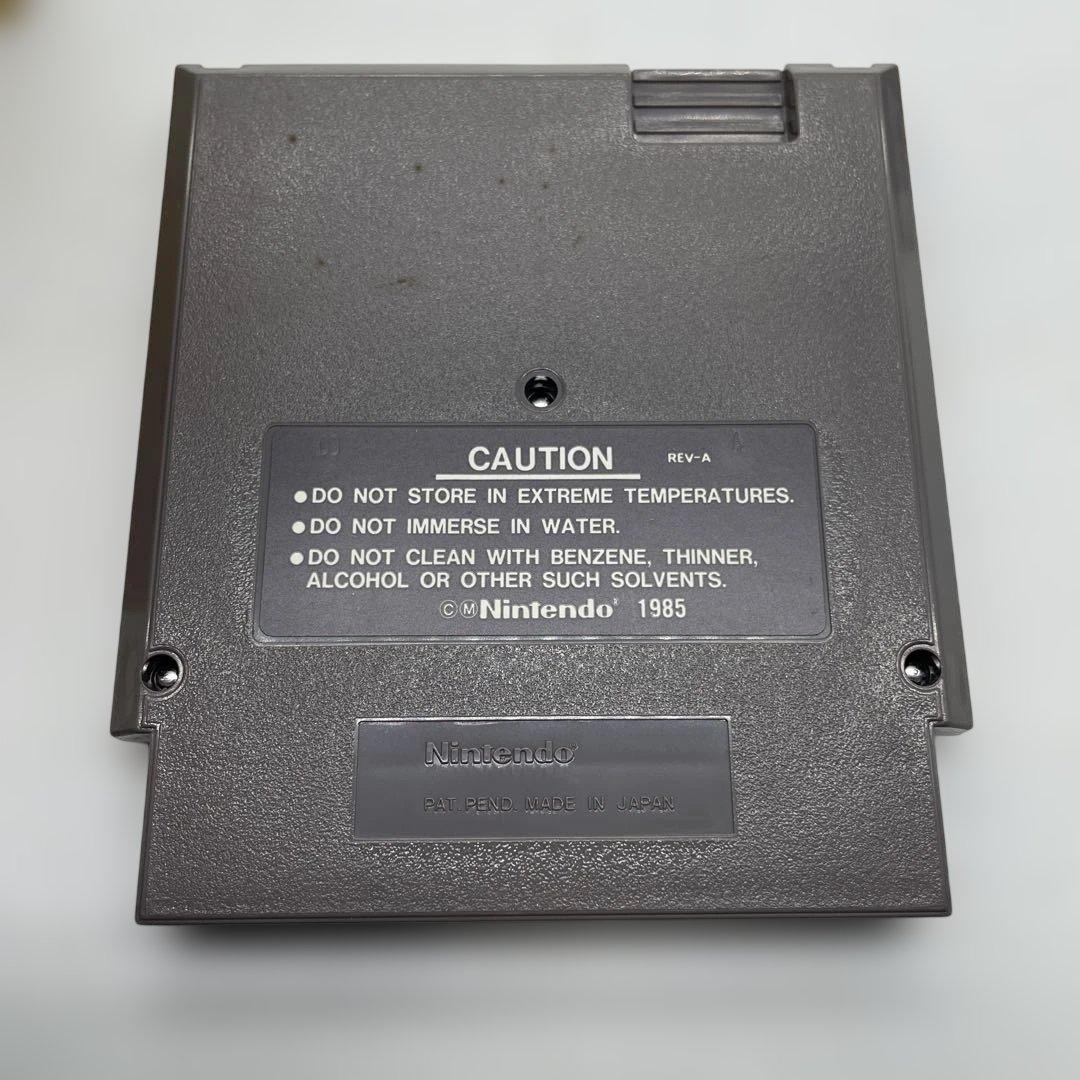 CAUTION REV-A
●DO NOT STORE IN EXTREME TEMPERATURES.
●DO NOT IMMERSE IN WATER.
●DO NOT CLEAN WITH BENZENE, THINNER,
ALCOHOL OR OTHER SUCH SOLVENTS.
ⒸⓂNintendo® 1985
Nintendo®
PAT. PEND. MADE IN JAPAN